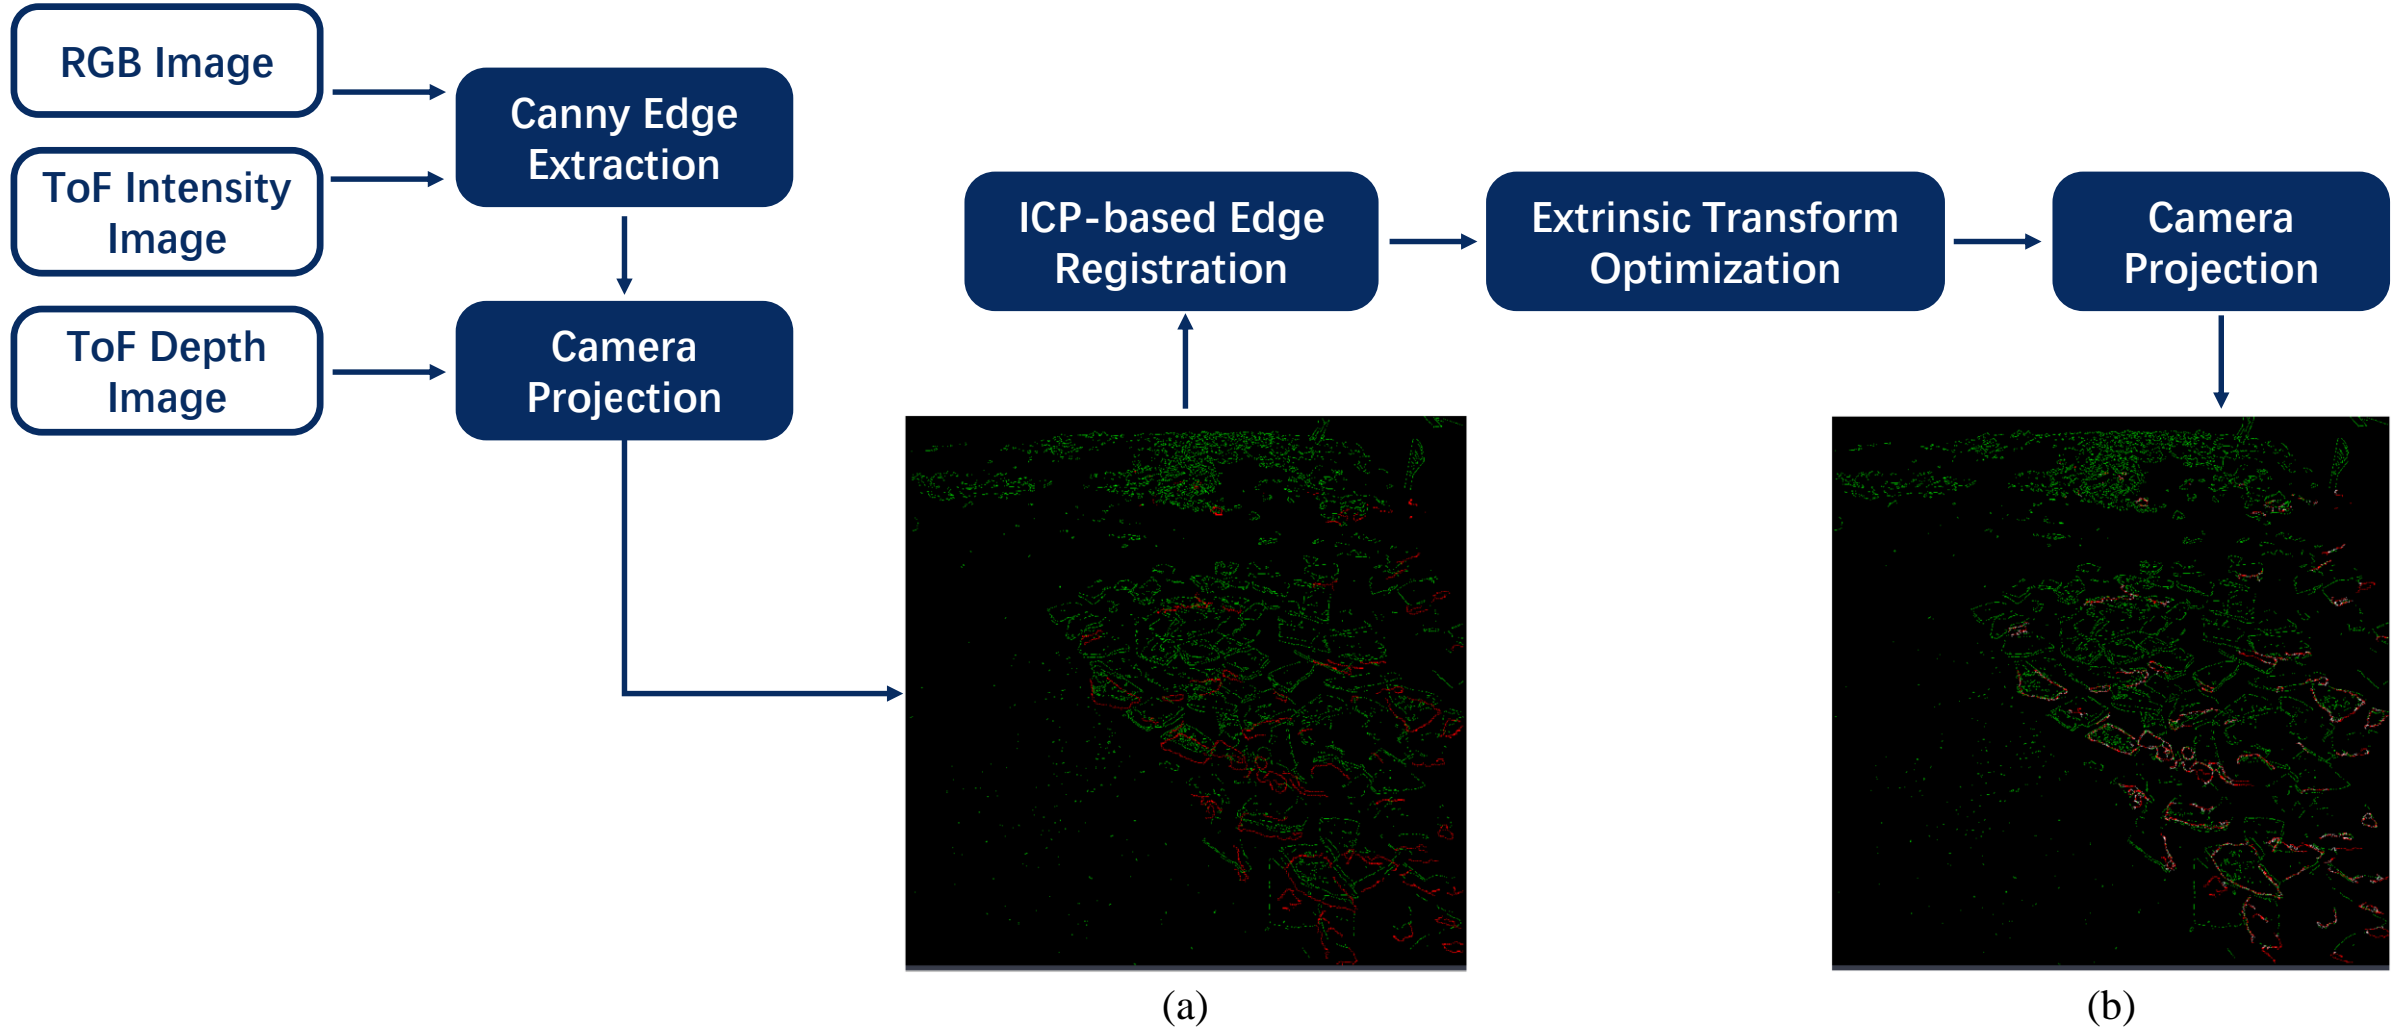 RGB Image
ToF Intensity
Image
ToF Depth
Image
Canny Edge
Extraction
Camera
Projection
ICP-based Edge
Registration
Extrinsic Transform
Optimization
Camera
Projection
(a)
(b)